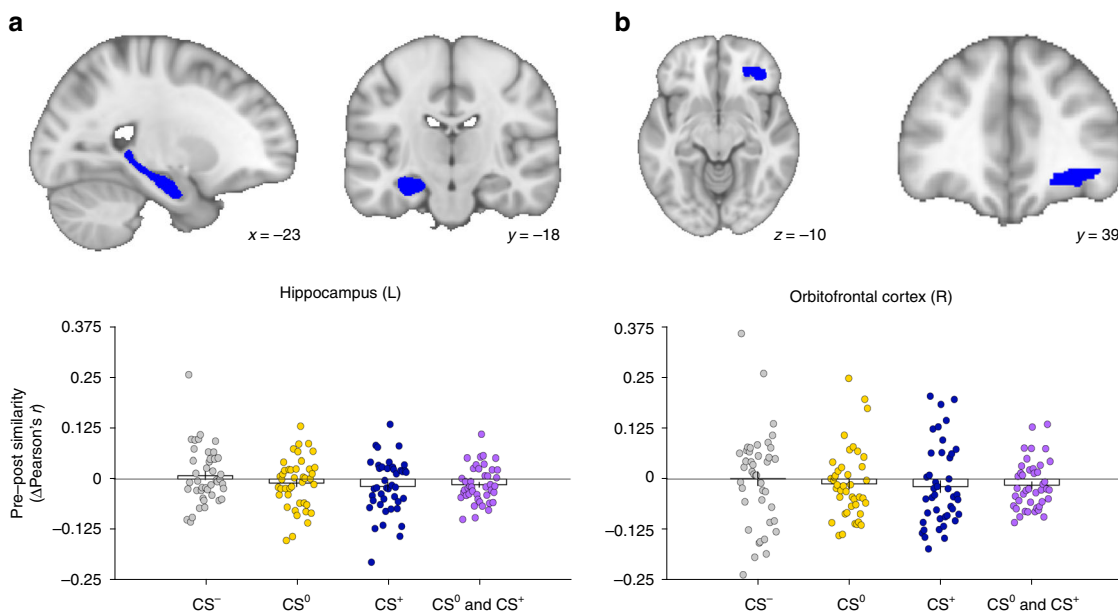 a
b
x = –23
y = –18
z = –10
y = 39
Hippocampus (L)
Orbitofrontal cortex (R)
Pre–post similarity
(ΔPearson's r)
0.375
0.25
0.125
0
–0.125
–0.25
CS⁻ CS⁰ CS⁺ CS⁰ and CS⁺
0.375
0.25
0.125
0
–0.125
–0.25
CS⁻ CS⁰ CS⁺ CS⁰ and CS⁺